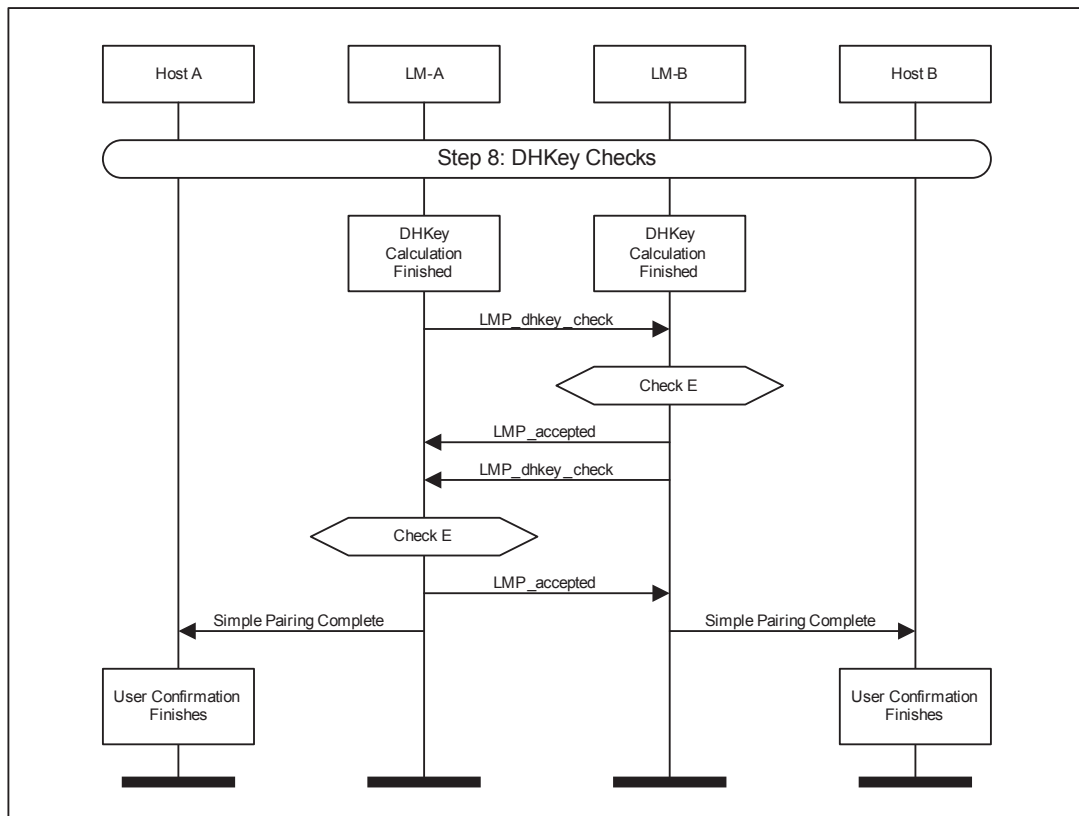 Host A
LM-A
LM-B
Host B
Step 8: DHKey Checks
DHKey
Calculation
Finished
DHKey
Calculation
Finished
LMP_dhkey_check
Check E
LMP_accepted
LMP_dhkey_check
Check E
LMP_accepted
Simple Pairing Complete
Simple Pairing Complete
User Confirmation
Finishes
User Confirmation
Finishes